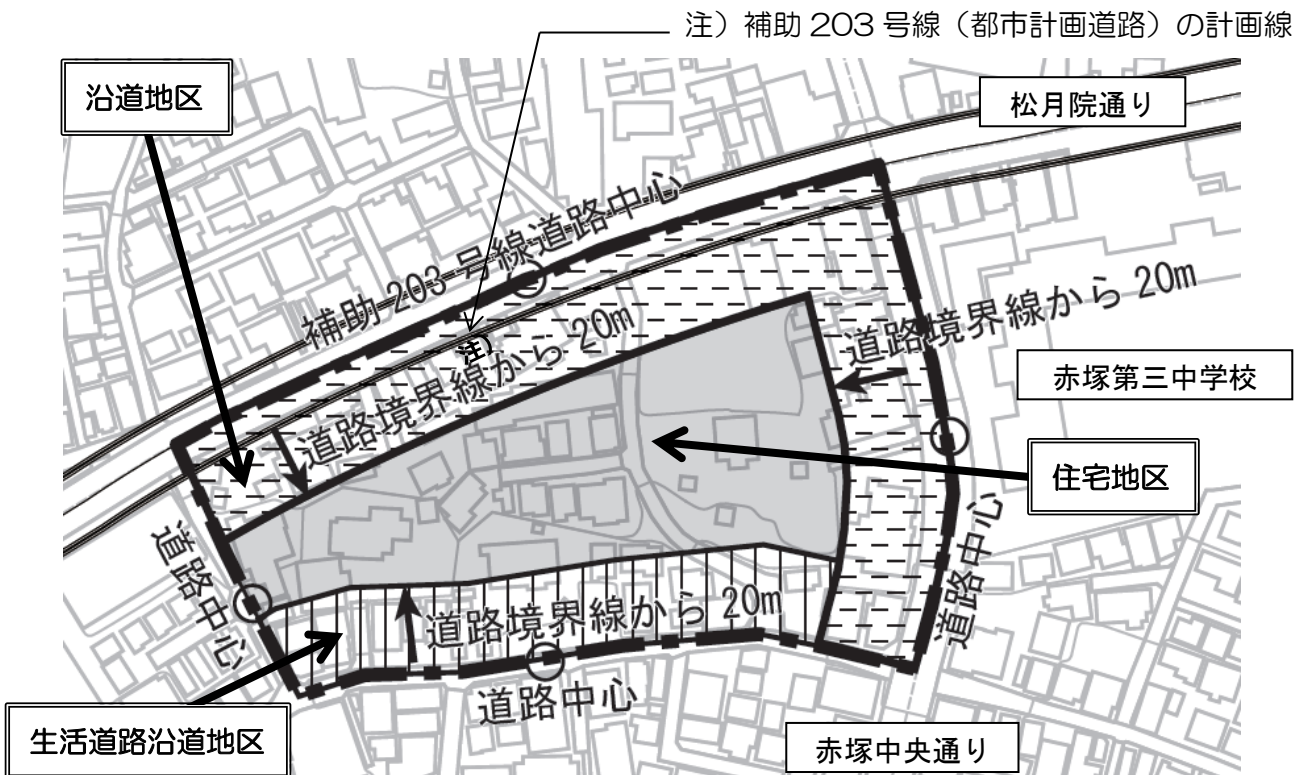 注）補助 203 号線（都市計画道路）の計画線
沿道地区
松月院通り
補助 203 号線道路中心
注）
道路境界線から 20m
道路境界線から 20m
赤塚第三中学校
住宅地区
道路中心
道路中心
道路境界線から 20m
道路中心
生活道路沿道地区
赤塚中央通り